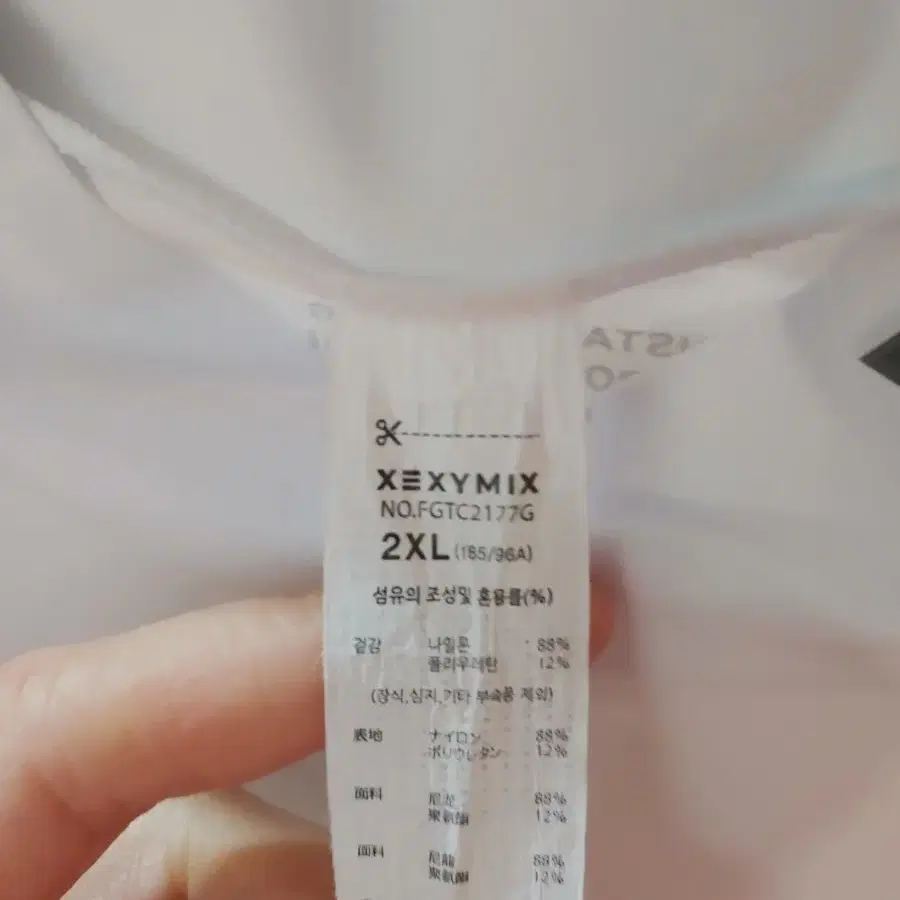 XEXYMIX
NO.FGTC2177G
2XL (185/96A)
섬유의 조성및 혼용률(%)
겉감 나일론 88%
폴리우레탄 12%
(장식,심지,기타 부속품 제외)
表地 ナイロン 88%
ポリウレタン 12%
面料 尼龙 88%
聚氨酯 12%
面料 尼龍 88%
聚氨酯 12%